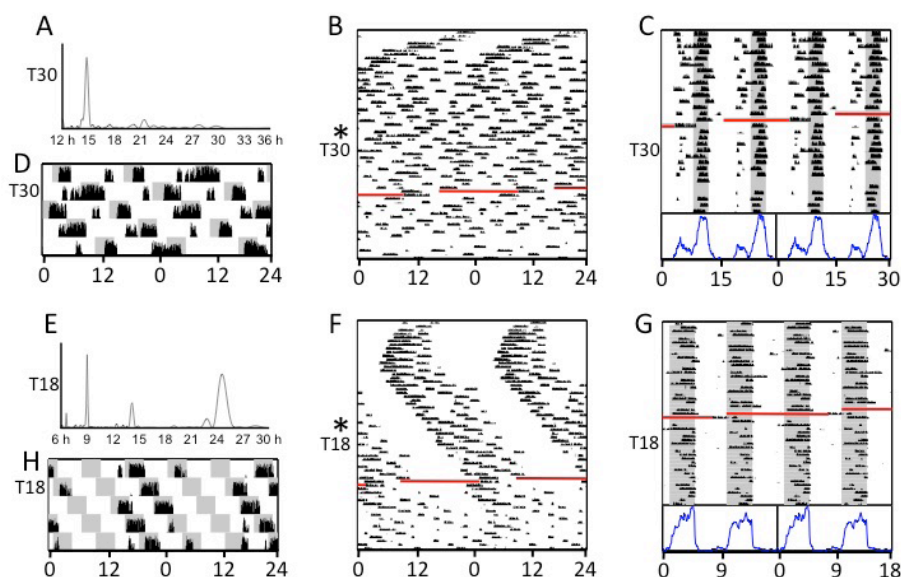 A
T30
12 h 15 18 21 24 27 30 33 36 h
B
*
T30
0 12 0 12 24
C
T30
0 15 0 15 30
D
T30
0 12 0 12 24
E
T18
6 h 9 12 15 18 21 24 27 30 h
F
*
T18
0 12 0 12 24
G
T18
0 9 0 9 18
H
T18
0 12 0 12 24